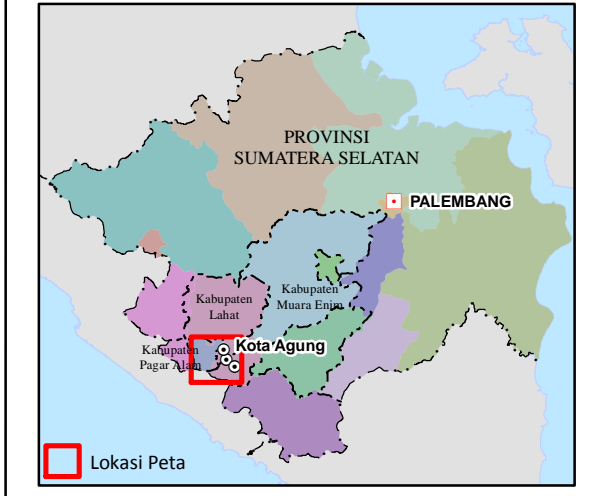 PROVINSI
SUMATERA SELATAN
PALEMBANG
Kabupaten
Muara Enim
Kabupaten
Lahat
Kota Agung
Kabupaten
Pagar Alam
Lokasi Peta